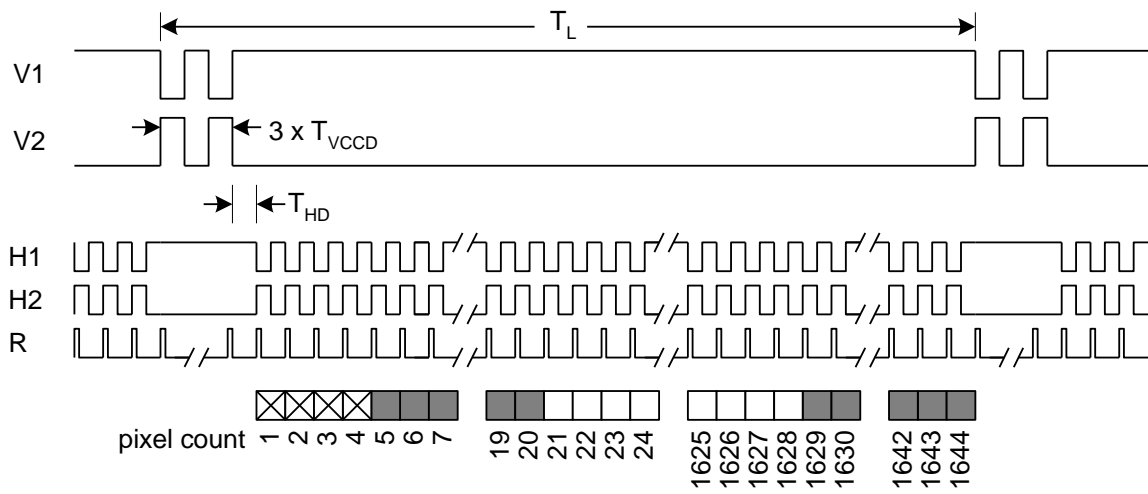 T_L
V1
V2
3 x T_VCCD
T_HD
H1
H2
R
pixel count 1 2 3 4 5 6 7 19 20 21 22 23 24 1625 1626 1627 1628 1629 1630 1642 1643 1644